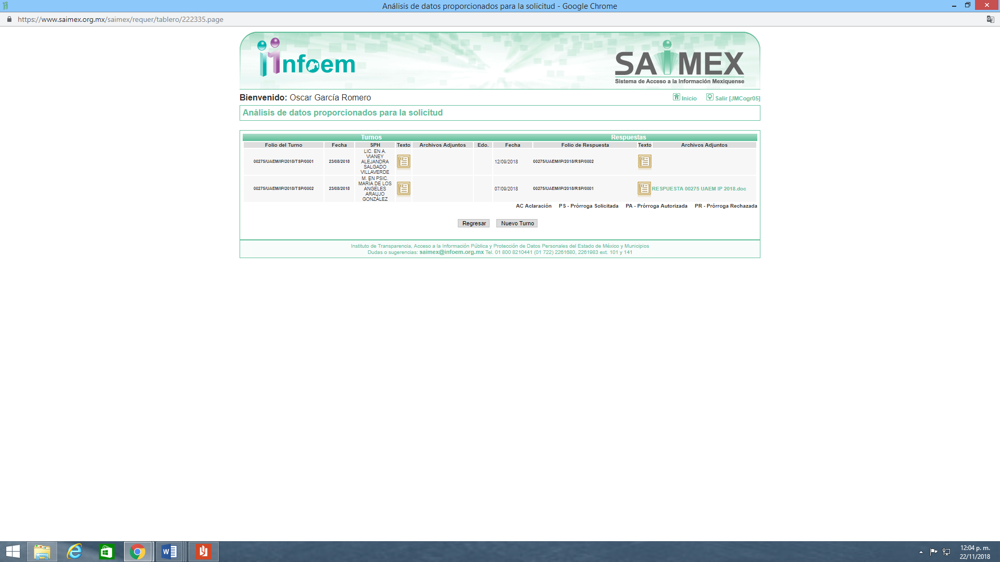 Análisis de datos proporcionados para la solicitud - Google Chrome
https://www.saimex.org.mx/saimex/requer/tablero/222335.page
infoem
SAIMEX
Sistema de Acceso a la Información Mexiquense
Bienvenido: Oscar García Romero
Inicio
Salir [JMCogr05]
Análisis de datos proporcionados para la solicitud
Turnos Respuestas
Folio del Turno Fecha SPH Texto Archivos Adjuntos Edo. Fecha Folio de Respuesta Texto Archivos Adjuntos
00275/UAEM/IP/2018/TSP/0001 23/08/2018
LIC. EN A.
VIANEY
ALEJANDRA
SALGADO
VILLAVERDE
12/09/2018 00275/UAEM/IP/2018/RSP/0002
00275/UAEM/IP/2018/TSP/0002 23/08/2018
M. EN PSIC.
MARÍA DE LOS
ÁNGELES
ARAUJO
GONZÁLEZ
07/09/2018 00275/UAEM/IP/2018/RSP/0001 RESPUESTA 00275 UAEM IP 2018.doc
AC Aclaración PS - Prórroga Solicitada PA - Prórroga Autorizada PR - Prórroga Rechazada
Regresar Nuevo Turno
Instituto de Transparencia, Acceso a la Información Pública y Protección de Datos Personales del Estado de México y Municipios
Dudas o sugerencias: saimex@infoem.org.mx Tel. 01 800 8210441 (01 722) 2261680, 2261983 ext. 101 y 141
12:04 p. m.
22/11/2018